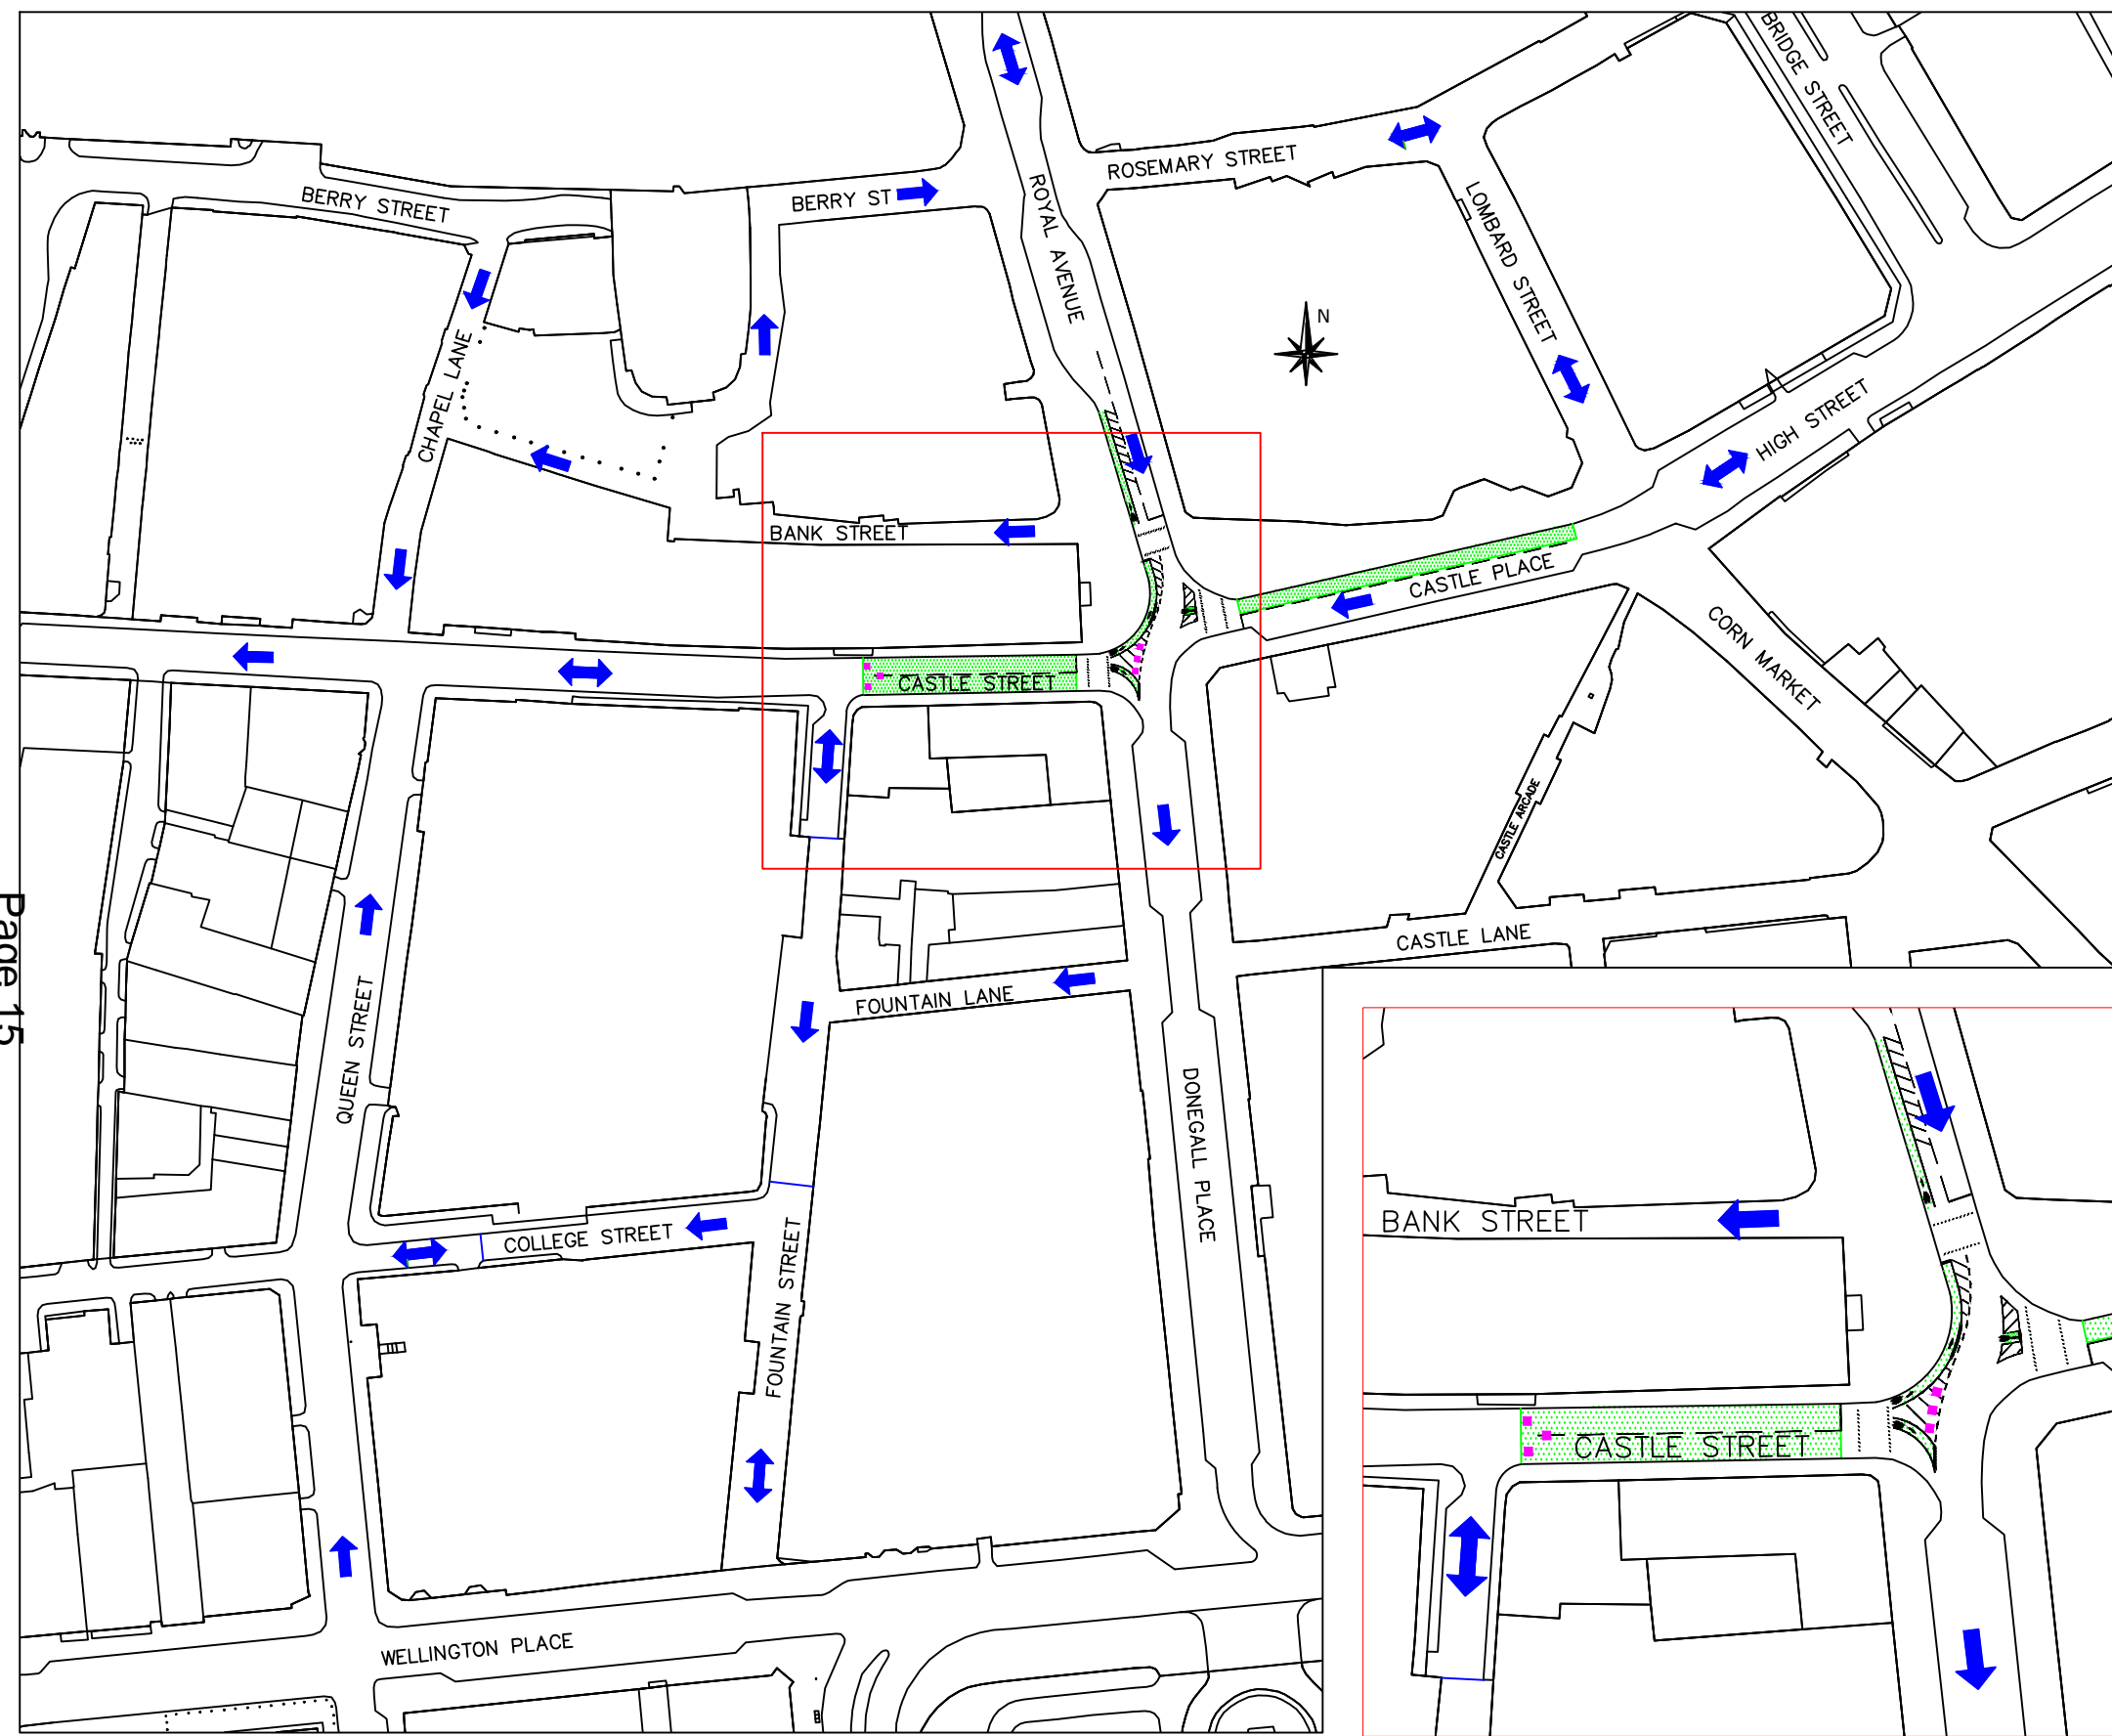 BRIDGE STREET
ROSEMARY STREET
BERRY STREET
BERRY ST
ROYAL AVENUE
LOMBARD STREET
N
CHAPEL LANE
HIGH STREET
BANK STREET
CASTLE PLACE
CORN MARKET
CASTLE STREET
CASTLE ARCADE
Page 15
CASTLE LANE
QUEEN STREET
FOUNTAIN LANE
DONEGALL PLACE
COLLEGE STREET
FOUNTAIN STREET
WELLINGTON PLACE
BANK STREET
CASTLE STREET